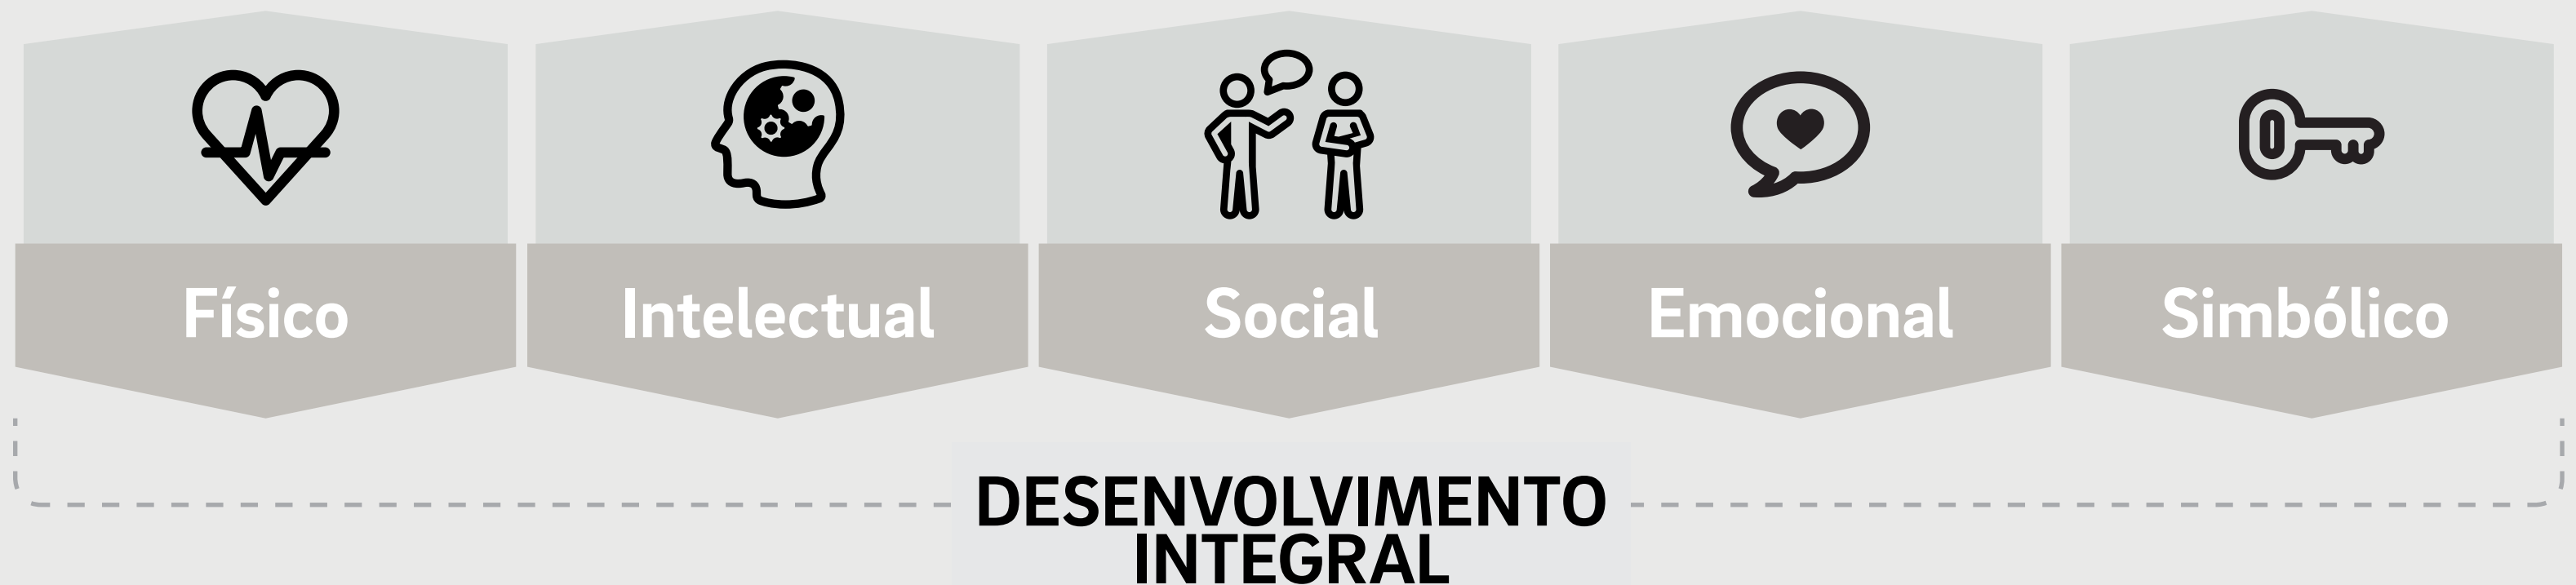 Físico
Intelectual
Social
Emocional
Simbólico
DESENVOLVIMENTO
INTEGRAL